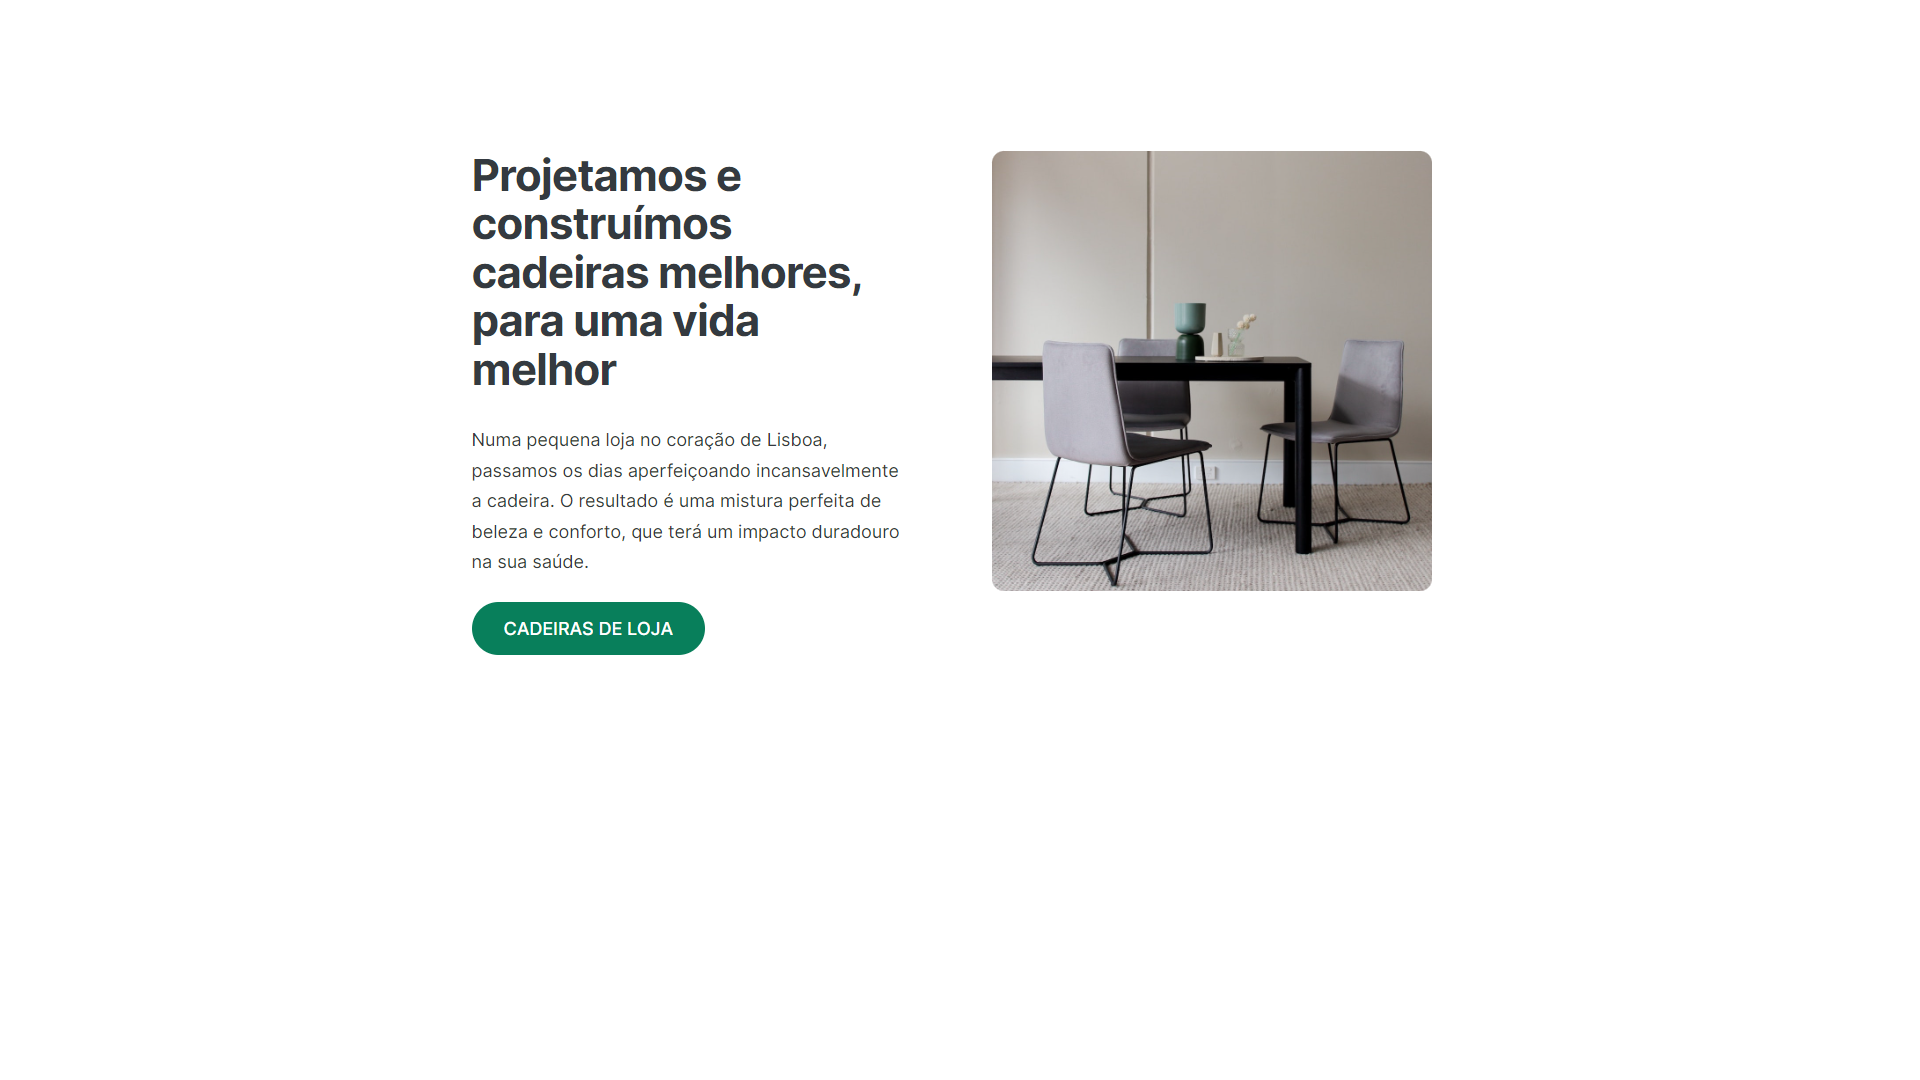 Projetamos e
construímos
cadeiras melhores,
para uma vida
melhor
Numa pequena loja no coração de Lisboa,
passamos os dias aperfeiçoando incansavelmente
a cadeira. O resultado é uma mistura perfeita de
beleza e conforto, que terá um impacto duradouro
na sua saúde.
CADEIRAS DE LOJA